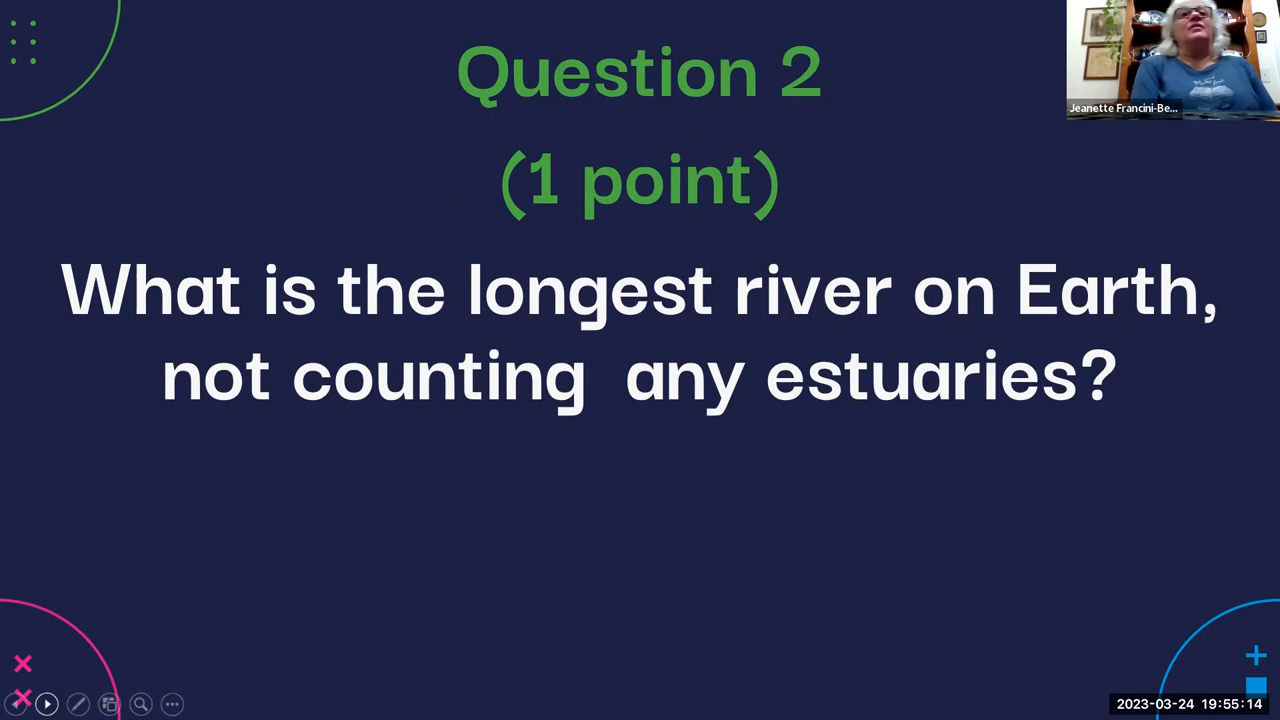 Question 2
(1 point)
What is the longest river on Earth,
not counting  any estuaries?
Jeanette Francini-Be...
2023-03-24 19:55:14